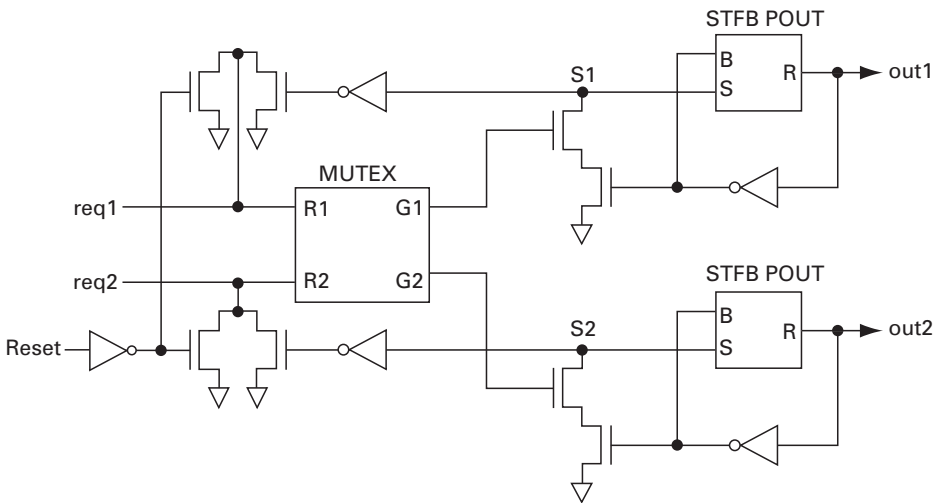 STFB POUT
B
R
S
out1
S1
MUTEX
req1
R1
G1
req2
R2
G2
STFB POUT
B
R
S
out2
S2
Reset